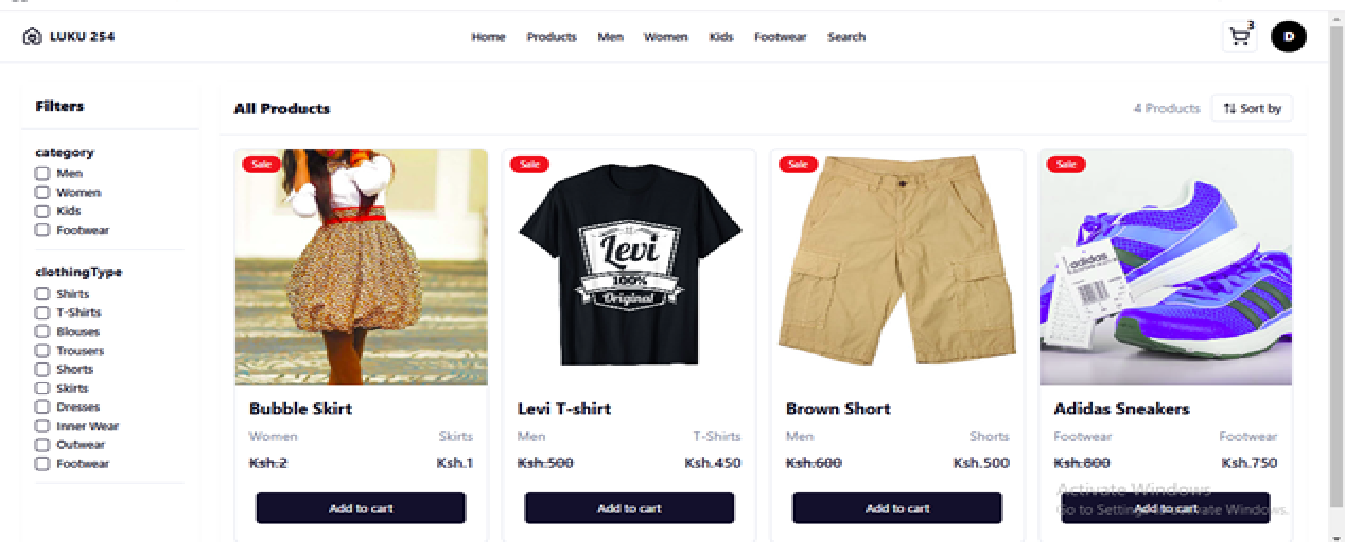 LUKU 254
Home Products Men Women Kids Footwear Search
3
D
Filters
category
Men
Women
Kids
Footwear
clothingType
Shirts
T-Shirts
Blouses
Trousers
Shorts
Skirts
Dresses
Inner Wear
Outwear
Footwear
All Products
4 Products
Sort by
Sale
Bubble Skirt
Women Skirts
Ksh.2 Ksh.1
Add to cart
Sale
Levi
100%
Original
Levi T-shirt
Men T-Shirts
Ksh.500 Ksh.450
Add to cart
Sale
Brown Short
Men Shorts
Ksh.600 Ksh.500
Add to cart
Sale
adidas
Adidas Sneakers
Footwear Footwear
Ksh.800 Ksh.750
Add to cart
Activate Windows
Go to Settings to activate Windows.